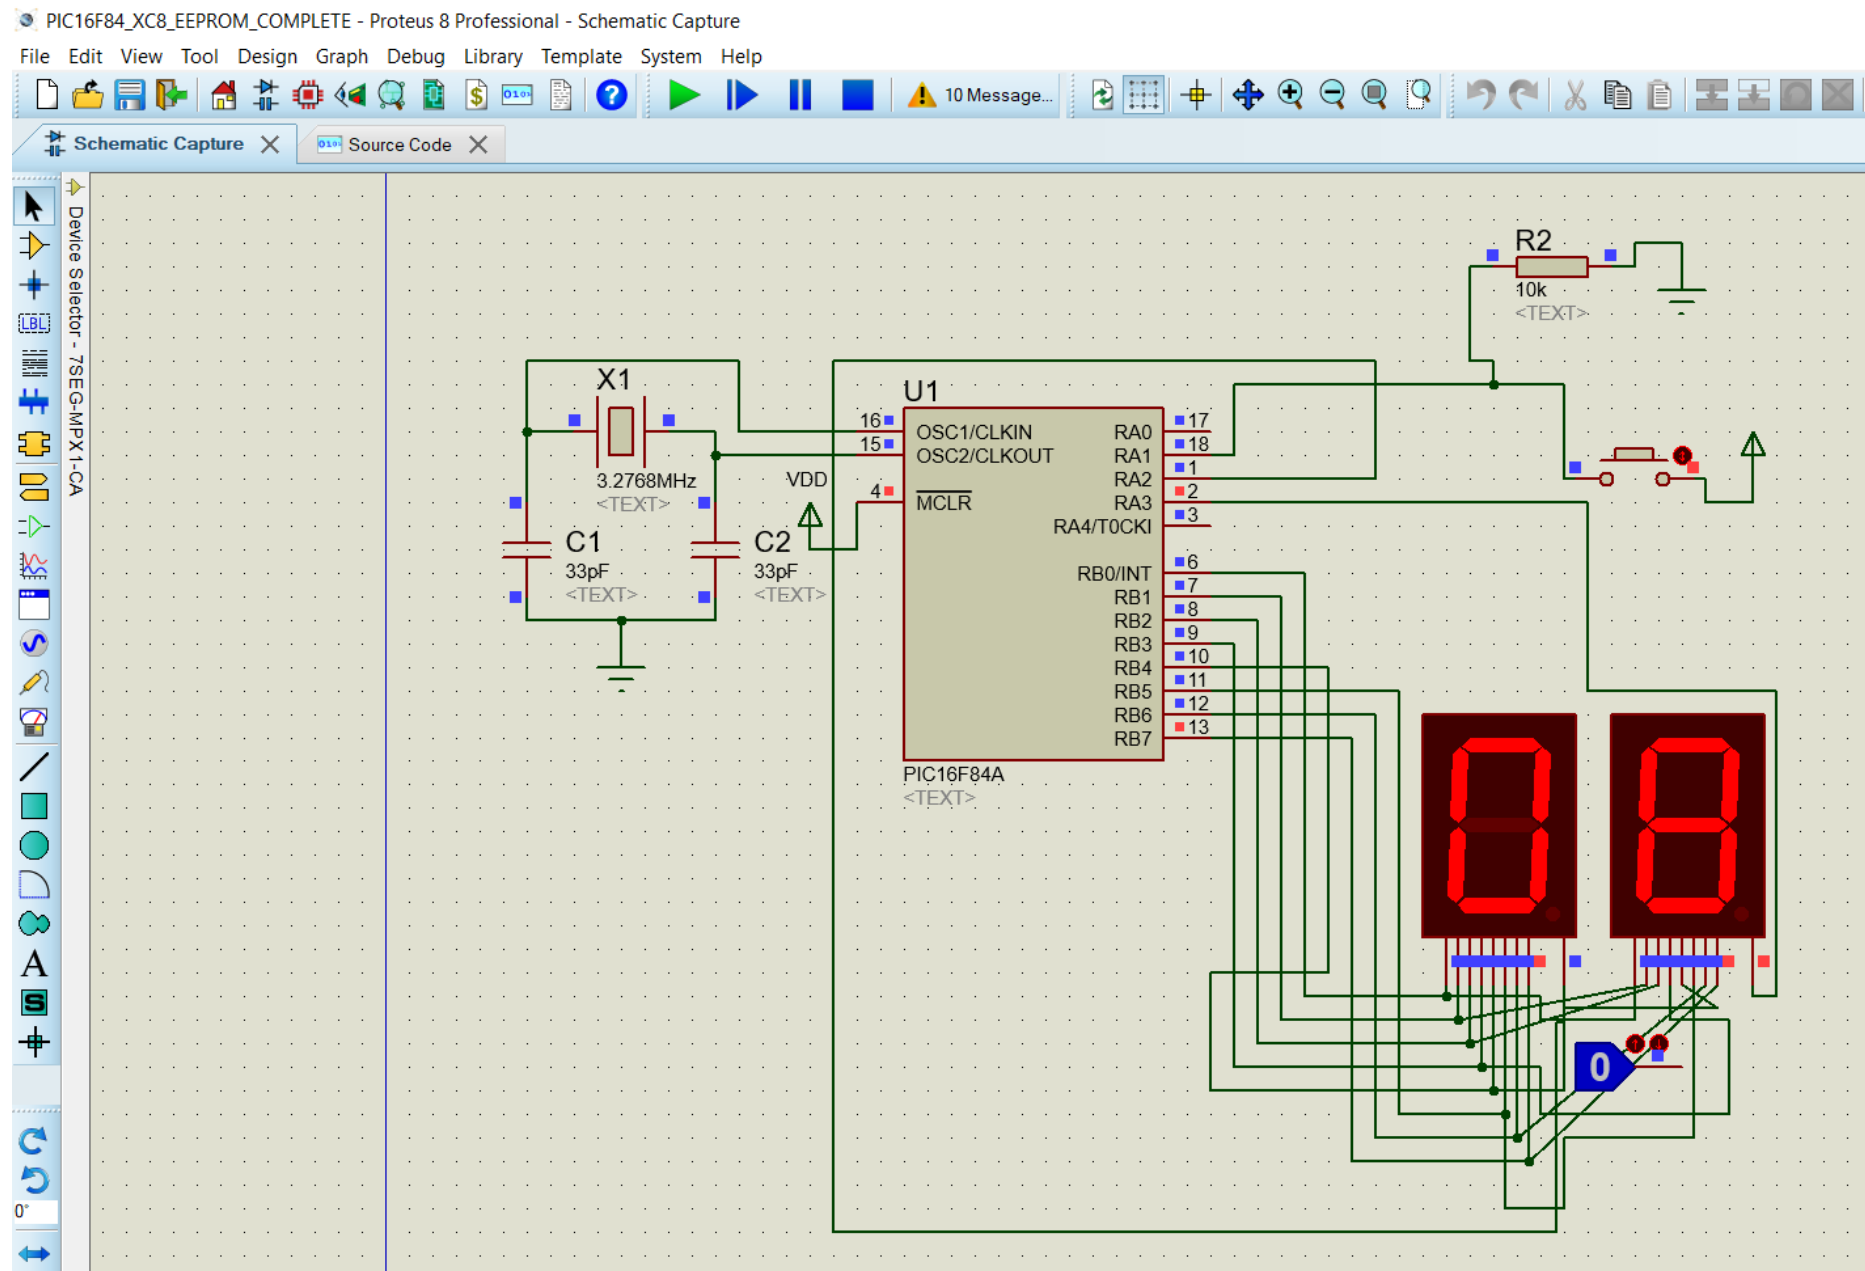 PIC16F84_XC8_EEPROM_COMPLETE - Proteus 8 Professional - Schematic Capture
File Edit View Tool Design Graph Debug Library Template System Help
10 Message...
Schematic Capture
Source Code
Device Selector - 7SEG-MPX1-CA
LBL
A
S
0°
R2
10k
<TEXT>
X1
3.2768MHz
<TEXT>
C1
33pF
<TEXT>
C2
33pF
<TEXT>
VDD
U1
16 OSC1/CLKIN
15 OSC2/CLKOUT
4 MCLR
RA0 17
RA1 18
RA2 1
RA3 2
RA4/T0CKI 3
RB0/INT 6
RB1 7
RB2 8
RB3 9
RB4 10
RB5 11
RB6 12
RB7 13
PIC16F84A
<TEXT>
0